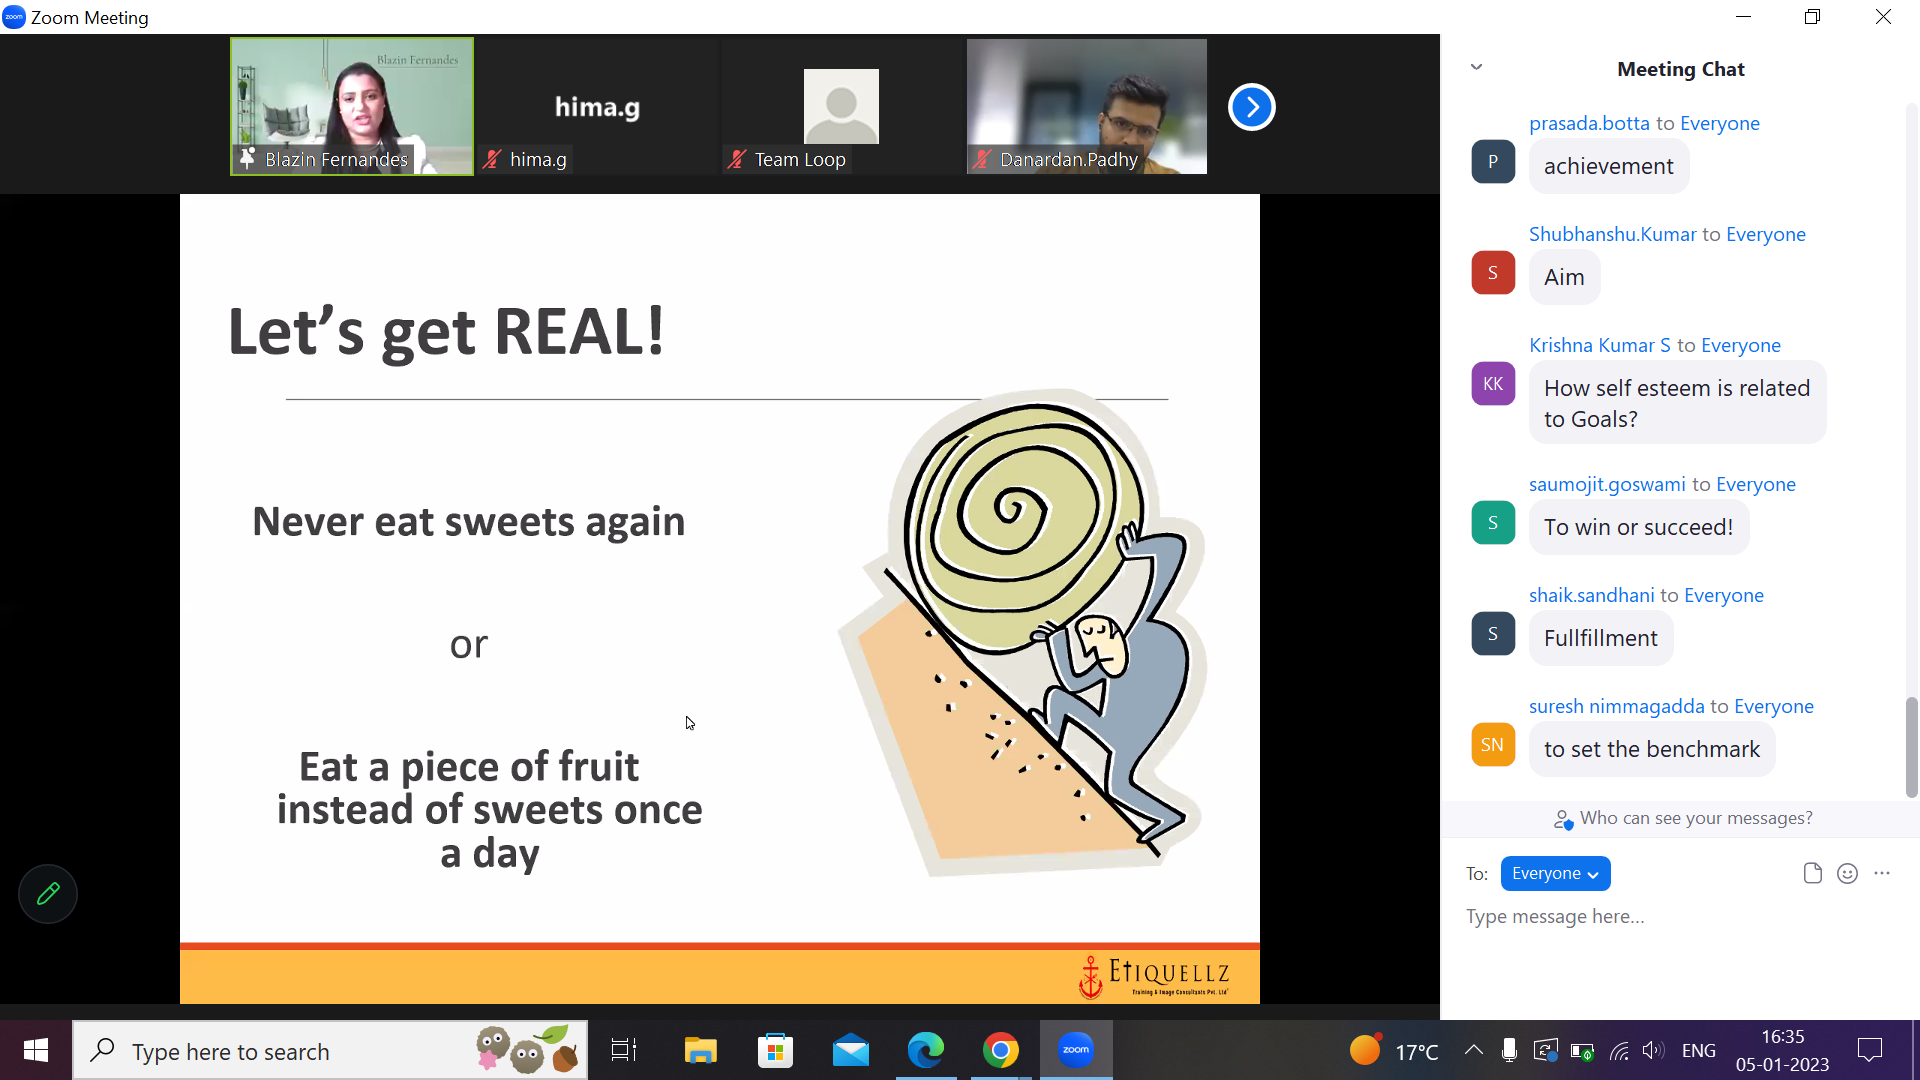 Zoom Meeting
Blazin Fernandes
Blazin Fernandes
hima.g
hima.g
Team Loop
Danardan.Padhy
Let's get REAL!
Never eat sweets again
or
Eat a piece of fruit
instead of sweets once
a day
ETIQUELLZ
Training & Image Consultants Pvt. Ltd
Meeting Chat
prasada.botta to Everyone
P
achievement
Shubhanshu.Kumar to Everyone
S
Aim
Krishna Kumar S to Everyone
KK
How self esteem is related
to Goals?
saumojit.goswami to Everyone
S
To win or succeed!
shaik.sandhani to Everyone
S
Fullfillment
suresh nimmagadda to Everyone
SN
to set the benchmark
Who can see your messages?
To: Everyone
Type message here...
Type here to search
zoom
17°C
ENG
16:35
05-01-2023